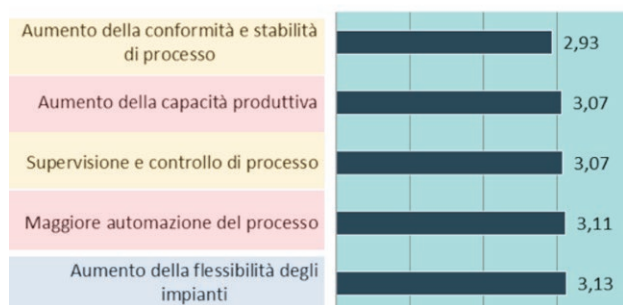 Aumento della conformità e stabilità
di processo
2,93
Aumento della capacità produttiva
3,07
Supervisione e controllo di processo
3,07
Maggiore automazione del processo
3,11
Aumento della flessibilità degli
impianti
3,13